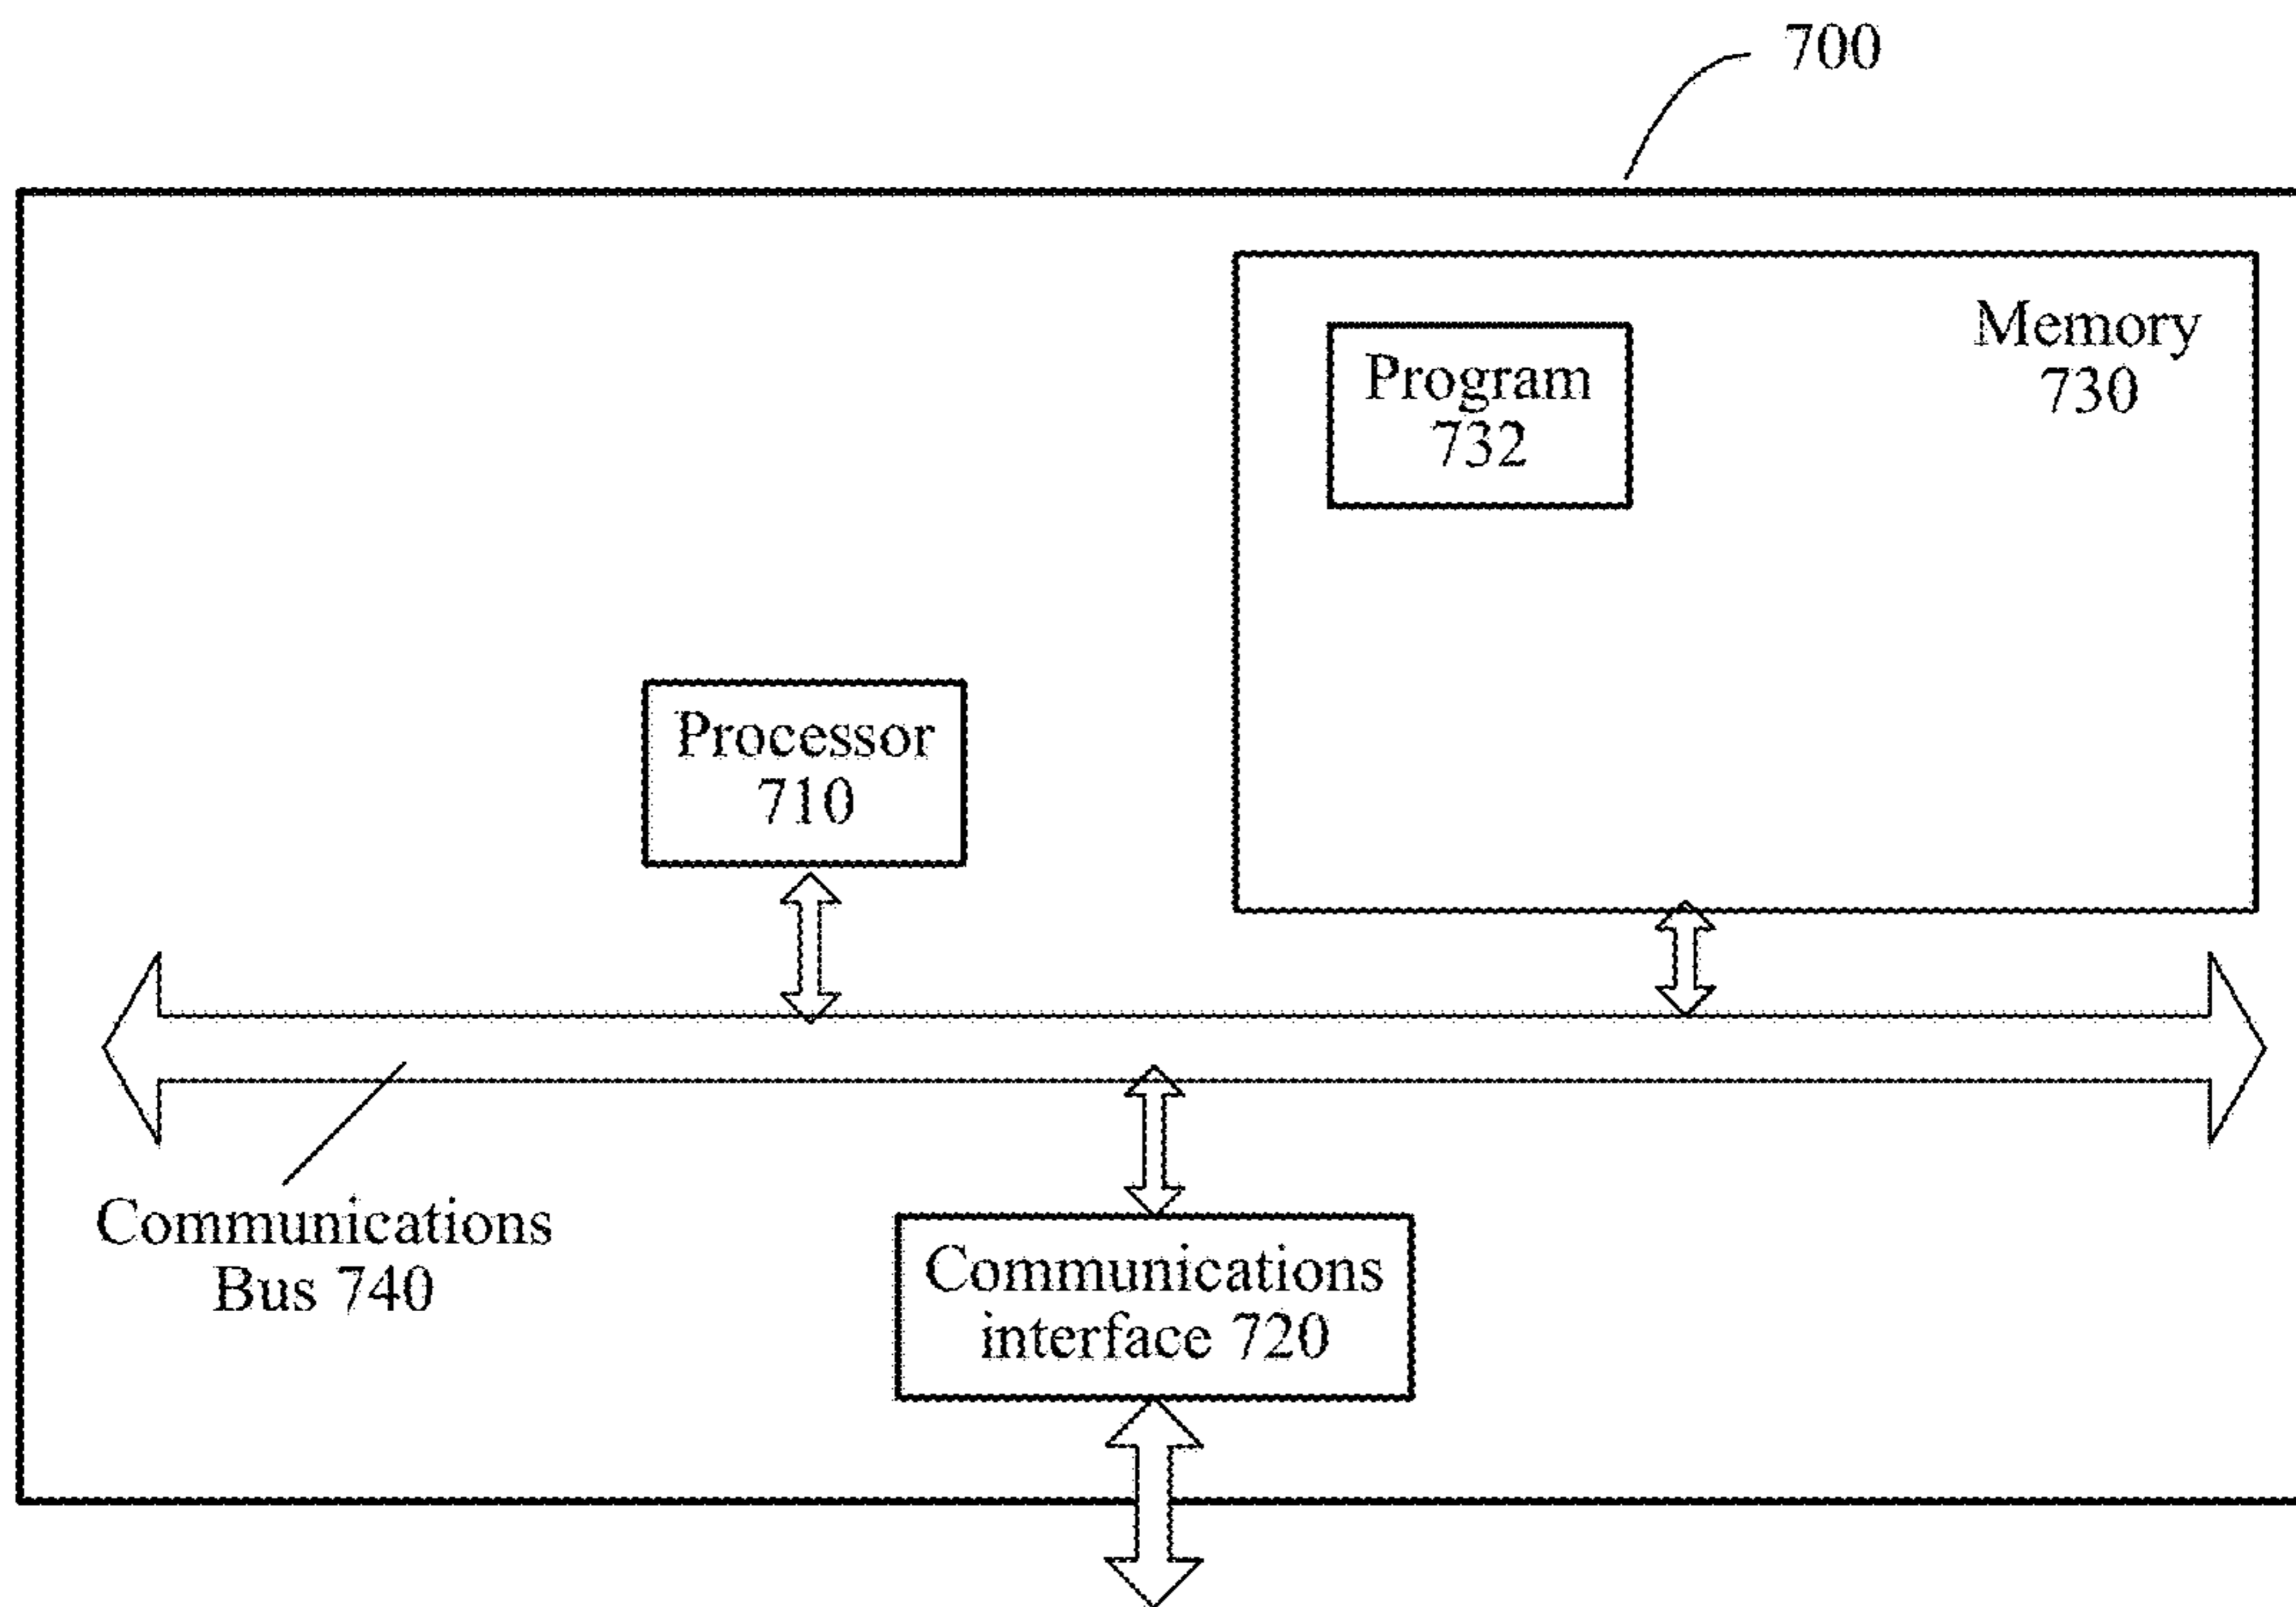 700
Memory
730
Program
732
Processor
710
Communications
Bus 740
Communications
interface 720